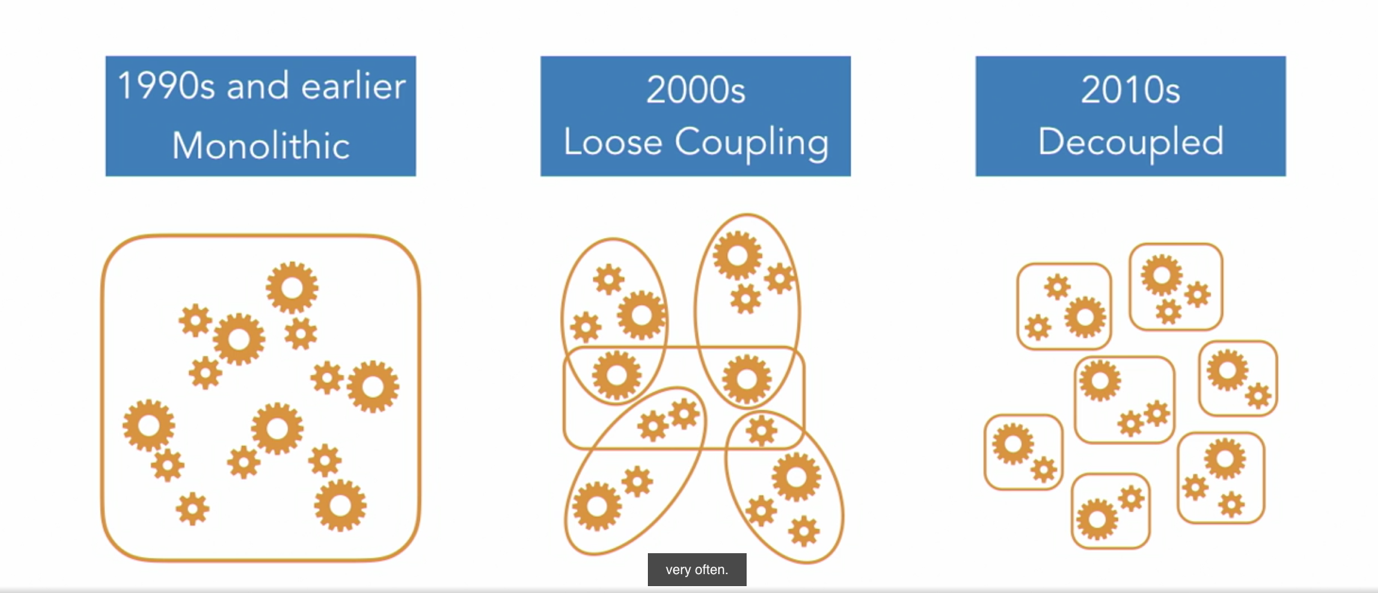 1990s and earlier
Monolithic
2000s
Loose Coupling
2010s
Decoupled
very often.